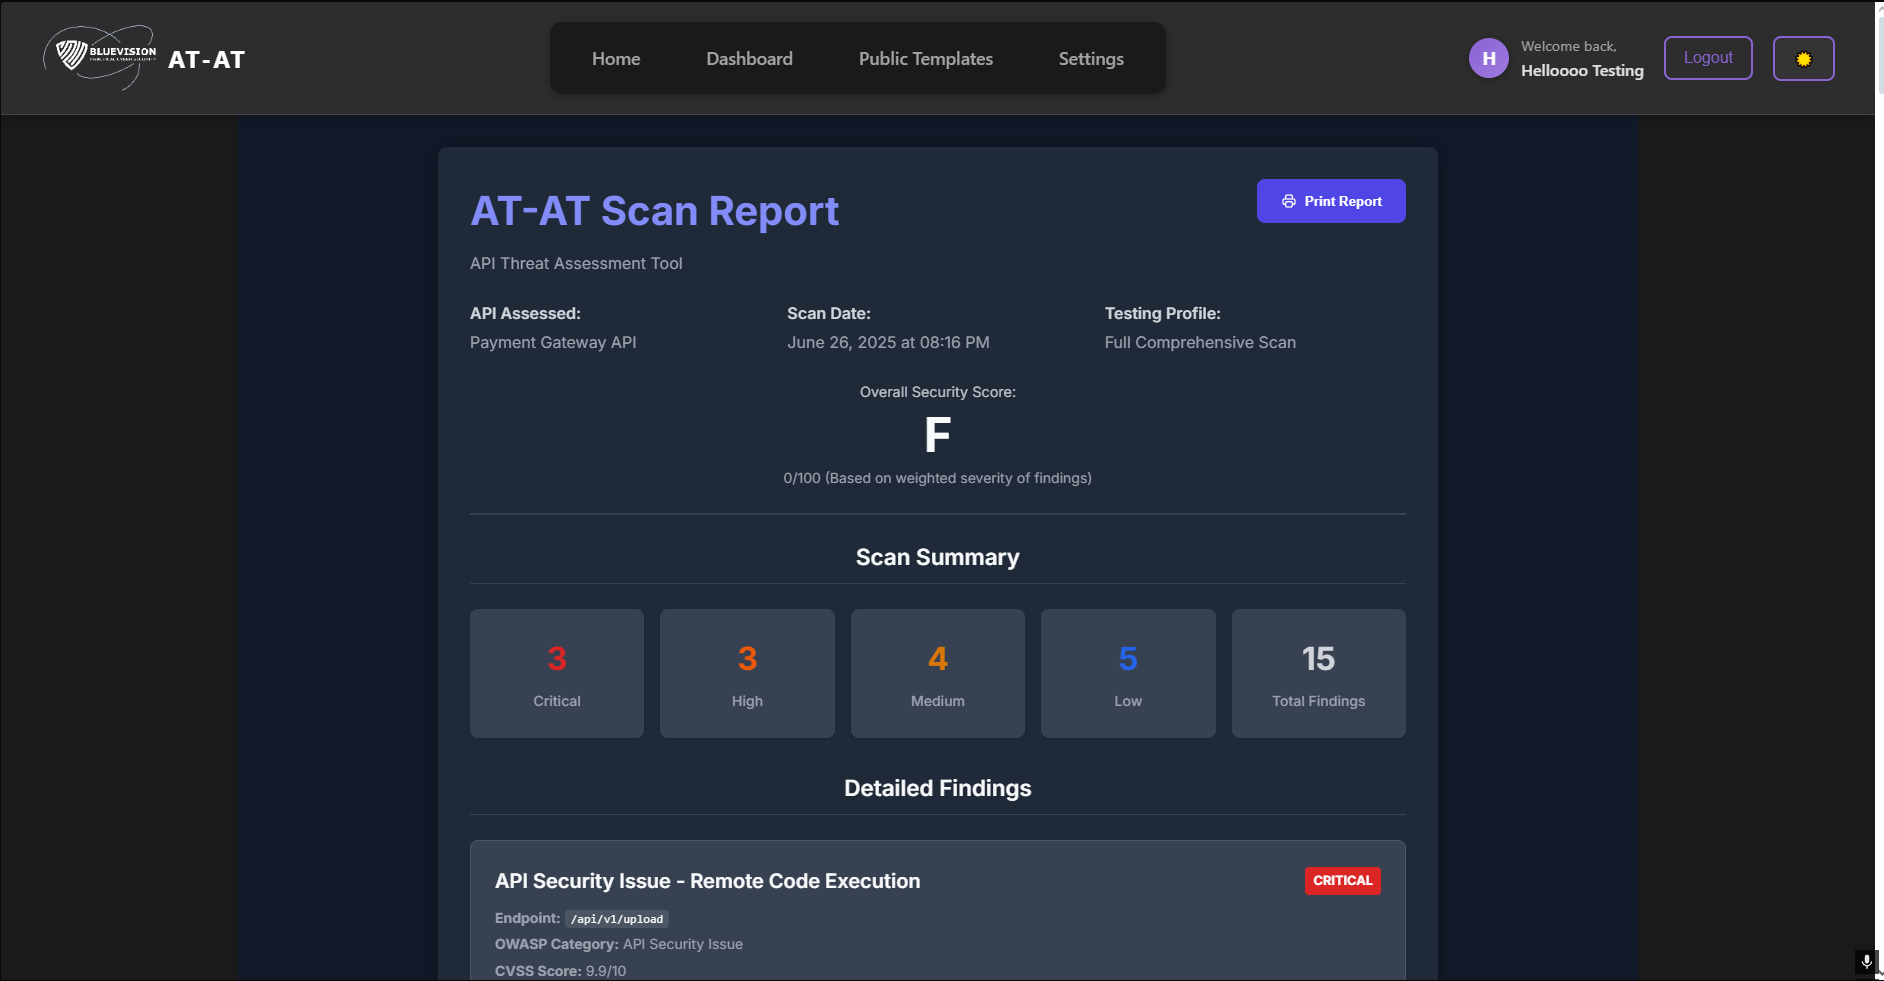 BLUEVISION
AT-AT
Home
Dashboard
Public Templates
Settings
H
Welcome back,
Helloooo Testing
Logout
AT-AT Scan Report
Print Report
API Threat Assessment Tool
API Assessed:
Payment Gateway API
Scan Date:
June 26, 2025 at 08:16 PM
Testing Profile:
Full Comprehensive Scan
Overall Security Score:
F
0/100 (Based on weighted severity of findings)
Scan Summary
3
Critical
3
High
4
Medium
5
Low
15
Total Findings
Detailed Findings
API Security Issue - Remote Code Execution
CRITICAL
Endpoint: /api/v1/upload
OWASP Category: API Security Issue
CVSS Score: 9.9/10